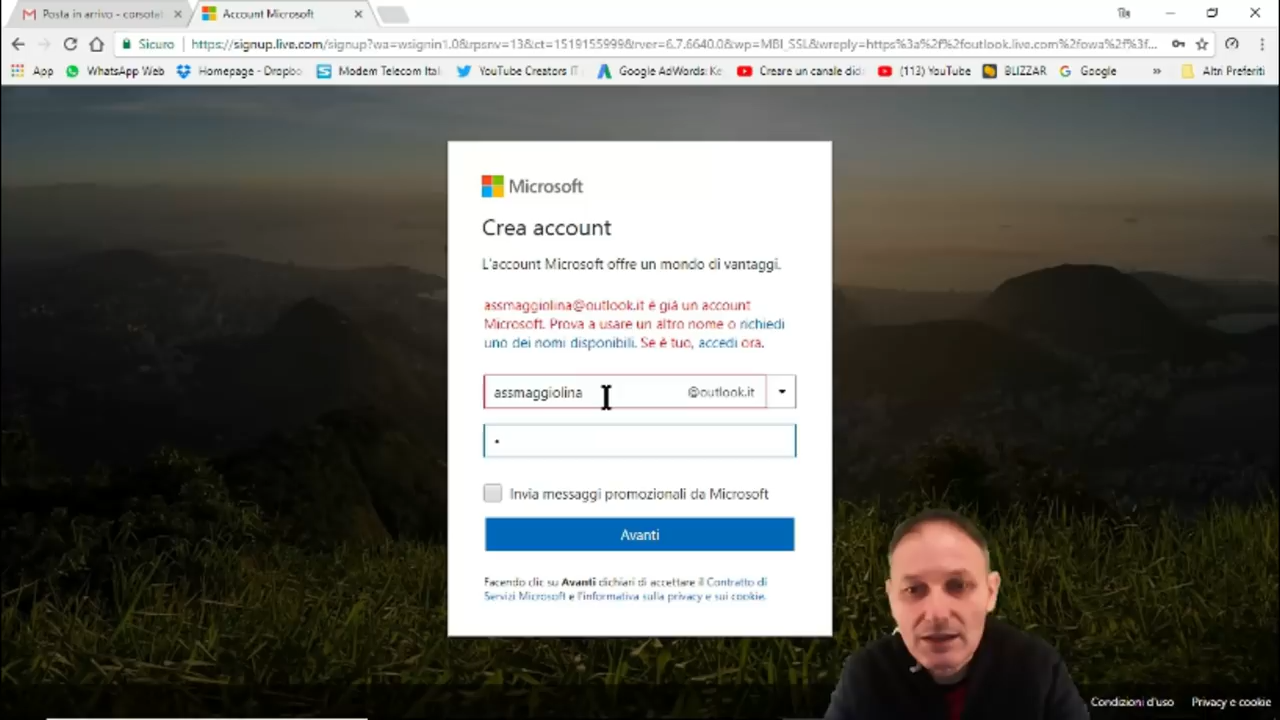 Posta in arrivo - corsotat
Account Microsoft
Sicuro
https://signup.live.com/signup?wa=wsignin1.0&rpsnv=13&ct=1519155999&rver=6.7.6640.0&wp=MBI_SSL&wreply=https%3a%2f%2foutlook.live.com%2fowa%2f%3f...
App
WhatsApp Web
Homepage - Dropbo
Modem Telecom Ital
YouTube Creators IT
Google AdWords: Ke
Creare un canale did
(113) YouTube
BLIZZAR
Google
»
Altri Preferiti
Microsoft
Crea account
L'account Microsoft offre un mondo di vantaggi.
assmaggiolina@outlook.it è già un account
Microsoft. Prova a usare un altro nome o richiedi
uno dei nomi disponibili. Se è tuo, accedi ora.
assmaggiolina @outlook.it
Invia messaggi promozionali da Microsoft
Avanti
Facendo clic su Avanti dichiari di accettare il Contratto di
Servizi Microsoft e l'informativa sulla privacy e sui cookie.
Condizioni d'uso
Privacy e cookie